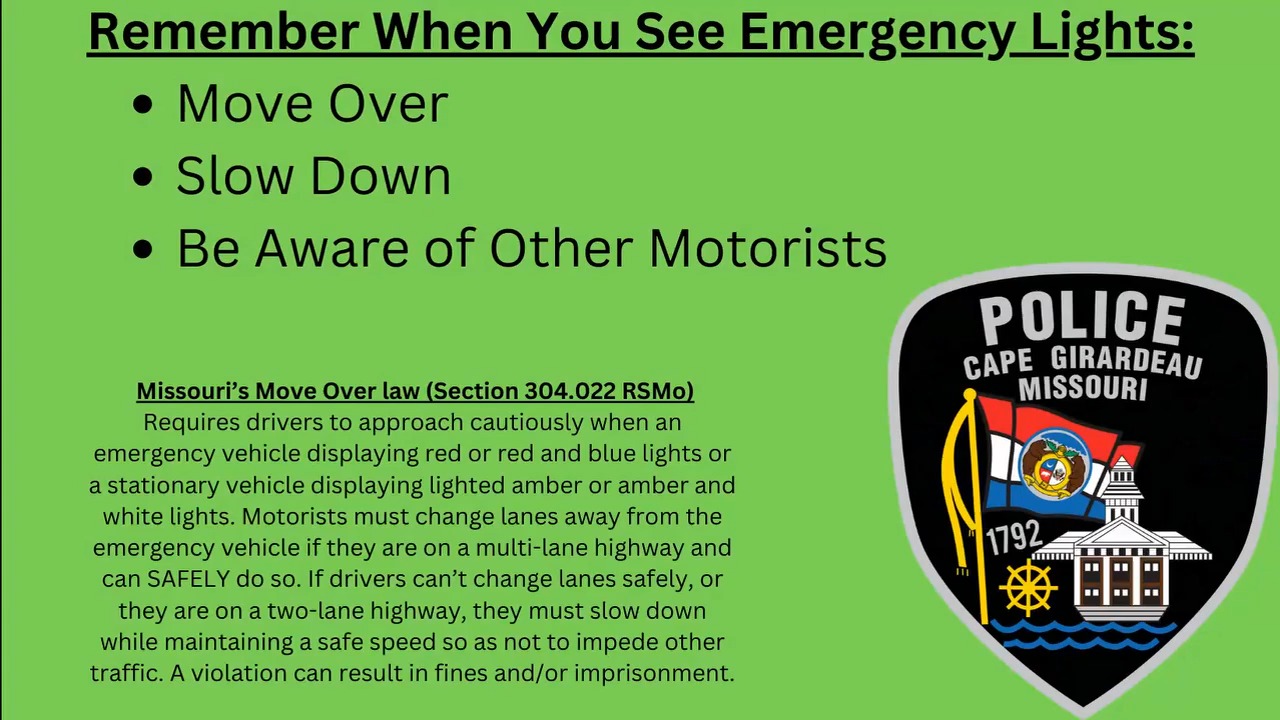 Remember When You See Emergency Lights:
• Move Over
• Slow Down
• Be Aware of Other Motorists
Missouri’s Move Over law (Section 304.022 RSMo)
Requires drivers to approach cautiously when an
emergency vehicle displaying red or red and blue lights or
a stationary vehicle displaying lighted amber or amber and
white lights. Motorists must change lanes away from the
emergency vehicle if they are on a multi-lane highway and
can SAFELY do so. If drivers can’t change lanes safely, or
they are on a two-lane highway, they must slow down
while maintaining a safe speed so as not to impede other
traffic. A violation can result in fines and/or imprisonment.
POLICE
CAPE GIRARDEAU
MISSOURI
1792